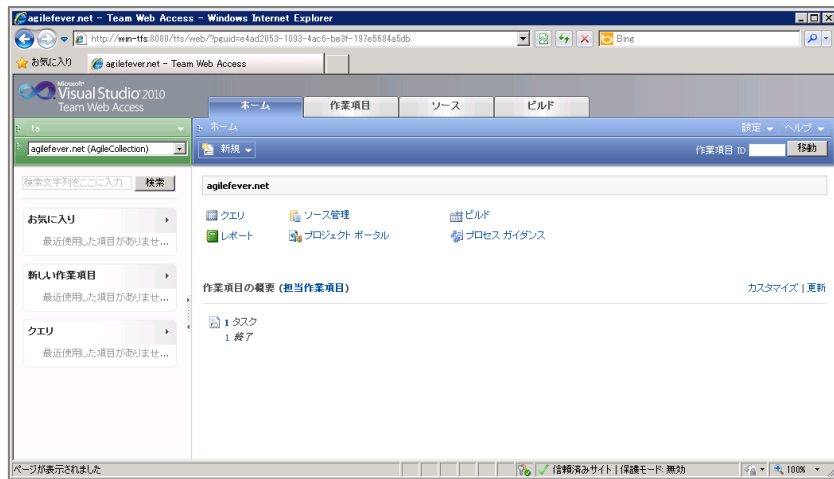 agilefever.net - Team Web Access - Windows Internet Explorer
http://win-tfs:8080/tfs/web/?pguid=e4ad2053-1093-4ac6-be3f-197e5684a5db
Bing
お気に入り
agilefever.net - Team Web Access
Microsoft
Visual Studio 2010
Team Web Access
ホーム 作業項目 ソース ビルド
ta
ホーム
設定 ヘルプ
agilefever.net (AgileCollection)
新規
作業項目 ID
移動
検索文字列をここに入力
検索
agilefever.net
お気に入り
最近使用した項目がありませ...
新しい作業項目
最近使用した項目がありませ...
クエリ
最近使用した項目がありませ...
クエリ ソース管理 ビルド
レポート プロジェクト ポータル プロセス ガイダンス
作業項目の概要 (担当作業項目)
カスタマイズ | 更新
1 タスク
1 終了
ページが表示されました
信頼済みサイト | 保護モード: 無効
100%